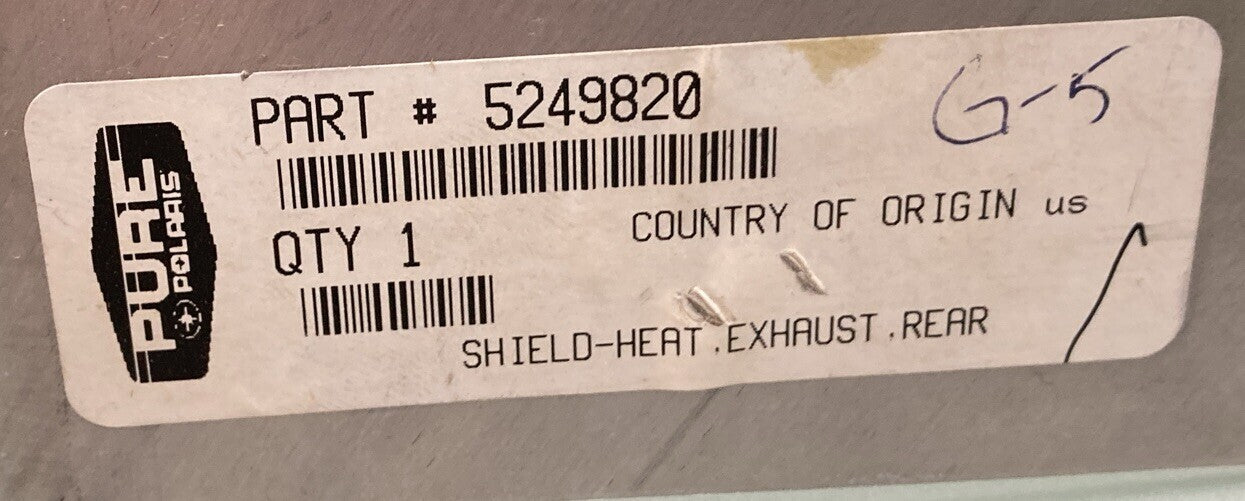 PURE
POLARIS
PART # 5249820
G-5
QTY 1
COUNTRY OF ORIGIN us
SHIELD-HEAT,EXHAUST,REAR